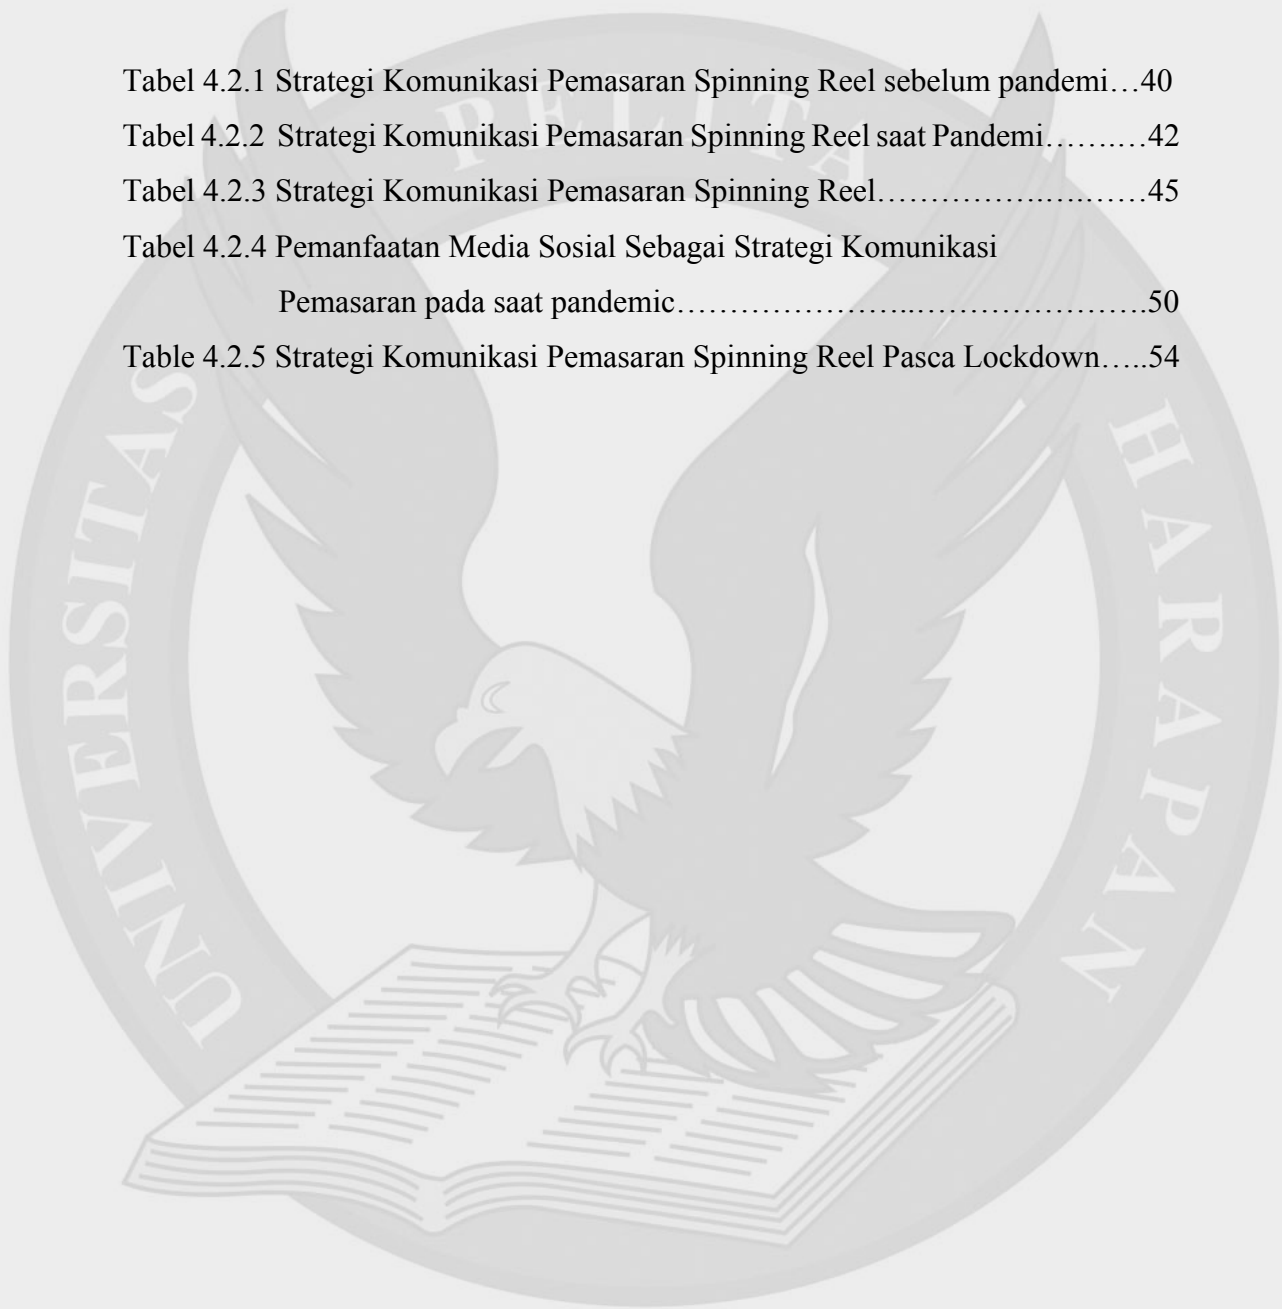 Tabel 4.2.1 Strategi Komunikasi Pemasaran Spinning Reel sebelum pandemi…40
Tabel 4.2.2 Strategi Komunikasi Pemasaran Spinning Reel saat Pandemi…….…42
Tabel 4.2.3 Strategi Komunikasi Pemasaran Spinning Reel…………….….……45
Tabel 4.2.4 Pemanfaatan Media Sosial Sebagai Strategi Komunikasi
Pemasaran pada saat pandemic…………………..………………….50
Table 4.2.5 Strategi Komunikasi Pemasaran Spinning Reel Pasca Lockdown…..54
UNIVERSITAS PELITA HARAPAN